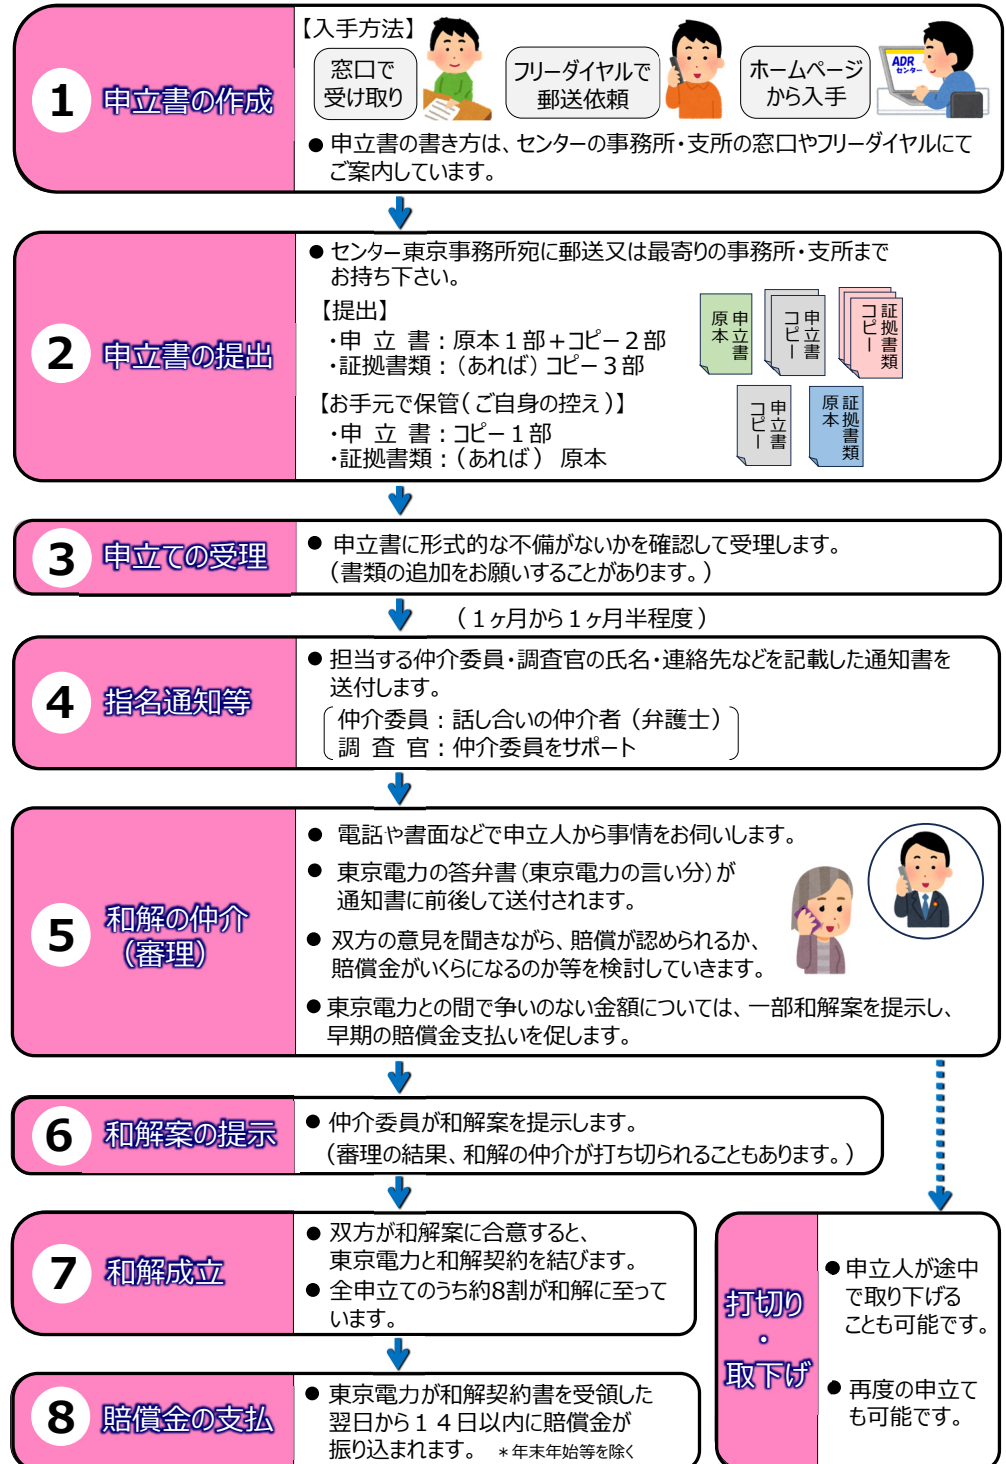 1 申立書の作成
【入手方法】
窓口で
受け取り
フリーダイヤルで
郵送依頼
ホームページ
から入手
ADR
センター
● 申立書の書き方は、センターの事務所・支所の窓口やフリーダイヤルにて
ご案内しています。
2 申立書の提出
● センター東京事務所宛に郵送又は最寄りの事務所・支所まで
お持ち下さい。
【提出】
・申 立 書：原本１部＋コピー２部
・証拠書類：（あれば）コピー３部
申立書
原本
申立書
コピー
証拠書類
コピー
【お手元で保管（ご自身の控え）】
・申 立 書：コピー１部
・証拠書類：（あれば） 原本
申立書
コピー
証拠書類
原本
3 申立ての受理
● 申立書に形式的な不備がないかを確認して受理します。
（書類の追加をお願いすることがあります。）
（１ヶ月から１ヶ月半程度）
4 指名通知等
● 担当する仲介委員・調査官の氏名・連絡先などを記載した通知書を
送付します。
仲介委員：話し合いの仲介者（弁護士）
調 査 官：仲介委員をサポート
5 和解の仲介
（審理）
● 電話や書面などで申立人から事情をお伺いします。
● 東京電力の答弁書（東京電力の言い分）が
通知書に前後して送付されます。
● 双方の意見を聞きながら、賠償が認められるか、
賠償金がいくらになるのか等を検討していきます。
● 東京電力との間で争いのない金額については、一部和解案を提示し、
早期の賠償金支払いを促します。
6 和解案の提示
● 仲介委員が和解案を提示します。
（審理の結果、和解の仲介が打ち切られることもあります。）
7 和解成立
● 双方が和解案に合意すると、
東京電力と和解契約を結びます。
● 全申立てのうち約8割が和解に至って
います。
8 賠償金の支払
● 東京電力が和解契約書を受領した
翌日から１４日以内に賠償金が
振り込まれます。 ＊年末年始等を除く
打切り
・
取下げ
● 申立人が途中
で取り下げる
ことも可能です。
● 再度の申立て
も可能です。